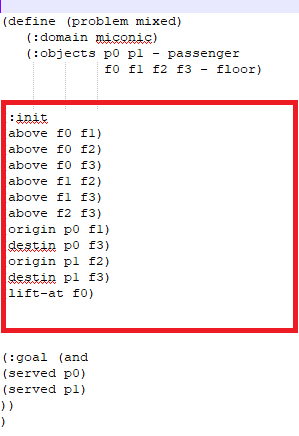 (define (problem mixed)
(:domain miconic)
(:objects p0 p1 - passenger
f0 f1 f2 f3 - floor)
:init
above f0 f1)
above f0 f2)
above f0 f3)
above f1 f2)
above f1 f3)
above f2 f3)
origin p0 f1)
destin p0 f3)
origin p1 f2)
destin p1 f3)
lift-at f0)
(:goal (and
(served p0)
(served p1)
))
)